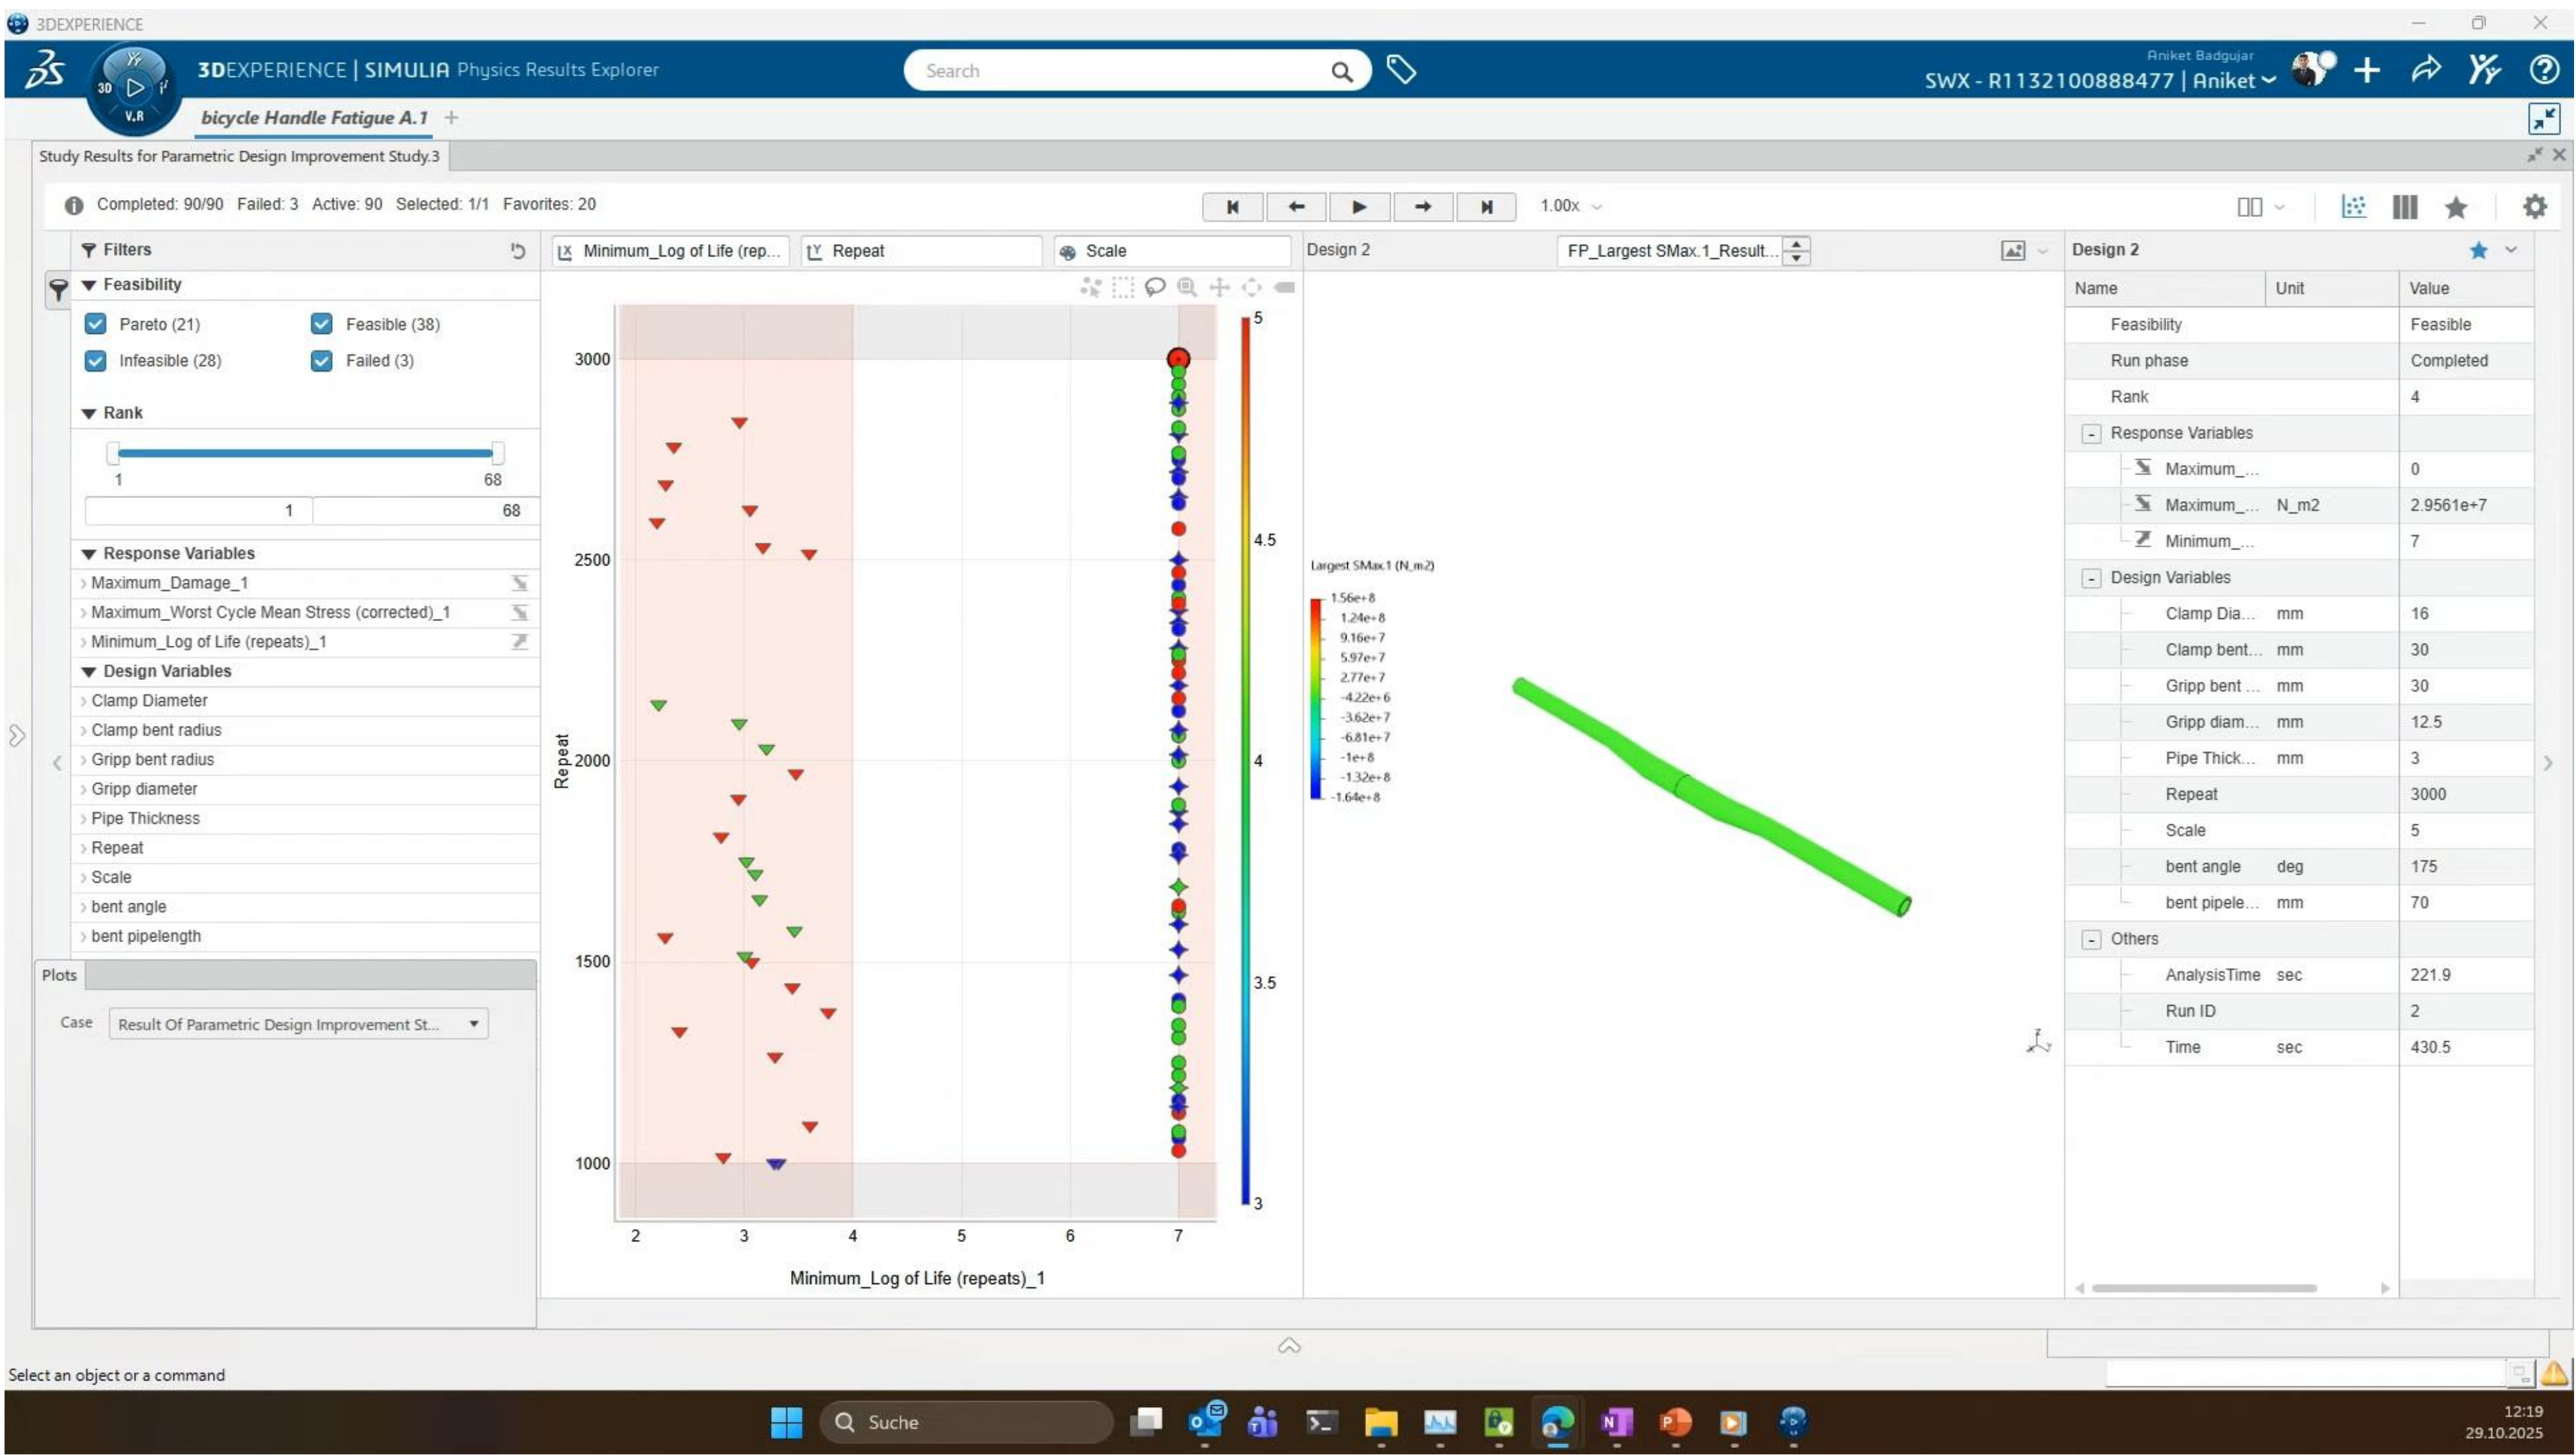 3DEXPERIENCE
3DEXPERIENCE | SIMULIA Physics Results Explorer
Search
Aniket Badgujar
SWX - R1132100888477 | Aniket
3D
V.R
bicycle Handle Fatigue A.1
Study Results for Parametric Design Improvement Study.3
Completed: 90/90 Failed: 3 Active: 90 Selected: 1/1 Favorites: 20
1.00x
Filters
Feasibility
Pareto (21)
Feasible (38)
Infeasible (28)
Failed (3)
Rank
1
68
1
68
Response Variables
Maximum_Damage_1
Maximum_Worst Cycle Mean Stress (corrected)_1
Minimum_Log of Life (repeats)_1
Design Variables
Clamp Diameter
Clamp bent radius
Gripp bent radius
Gripp diameter
Pipe Thickness
Repeat
Scale
bent angle
bent pipelength
Plots
Case
Result Of Parametric Design Improvement St...
X Minimum_Log of Life (rep...
Y Repeat
Scale
3000
2500
2000
1500
1000
Repeat
2
3
4
5
6
7
Minimum_Log of Life (repeats)_1
5
4.5
4
3.5
3
Design 2
FP_Largest SMax.1_Result...
Largest SMax.1 (N_m2)
1.56e+8
1.24e+8
9.16e+7
5.97e+7
2.77e+7
-4.22e+6
-3.62e+7
-6.81e+7
-1e+8
-1.32e+8
-1.64e+8
z
Design 2
Name Unit Value
Feasibility Feasible
Run phase Completed
Rank 4
Response Variables
Maximum_... 0
Maximum_... N_m2 2.9561e+7
Minimum_... 7
Design Variables
Clamp Dia... mm 16
Clamp bent... mm 30
Gripp bent ... mm 30
Gripp diam... mm 12.5
Pipe Thick... mm 3
Repeat 3000
Scale 5
bent angle deg 175
bent pipele... mm 70
Others
AnalysisTime sec 221.9
Run ID 2
Time sec 430.5
Select an object or a command
Suche
12:19
29.10.2025